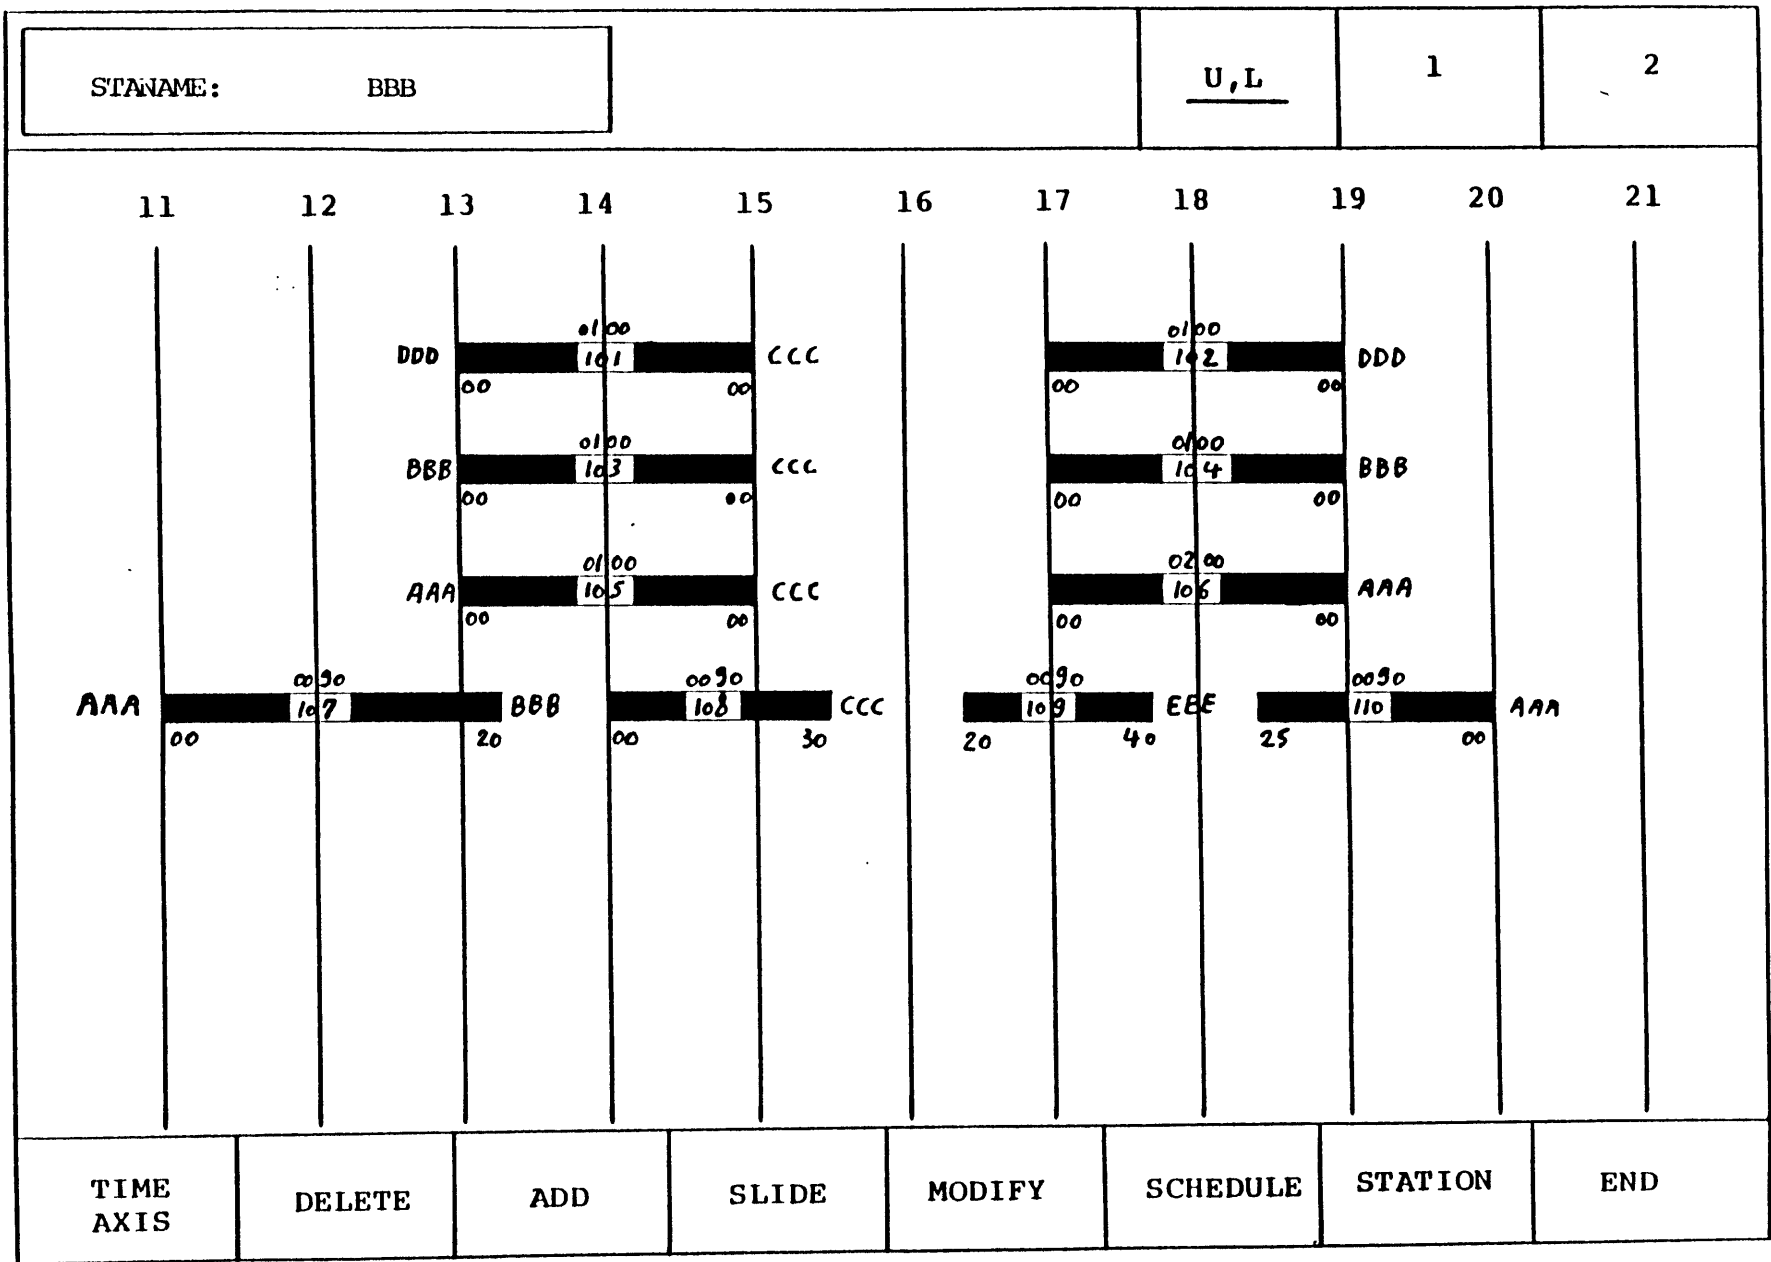 STANAME: BBB U,L 1 2
11 12 13 14 15 16 17 18 19 20 21
0100 0100
DDD 101 CCC 102 DDD
00 00 00 00
0100 0100
BBB 103 CCC 104 BBB
00 00 00 00
0100 0200
AAA 105 CCC 106 AAA
00 00 00 00
0090 0090 0090 0090
AAA 107 BBB 108 CCC 109 EBE 110 AAA
00 20 00 30 20 40 25 00
TIME AXIS DELETE ADD SLIDE MODIFY SCHEDULE STATION END